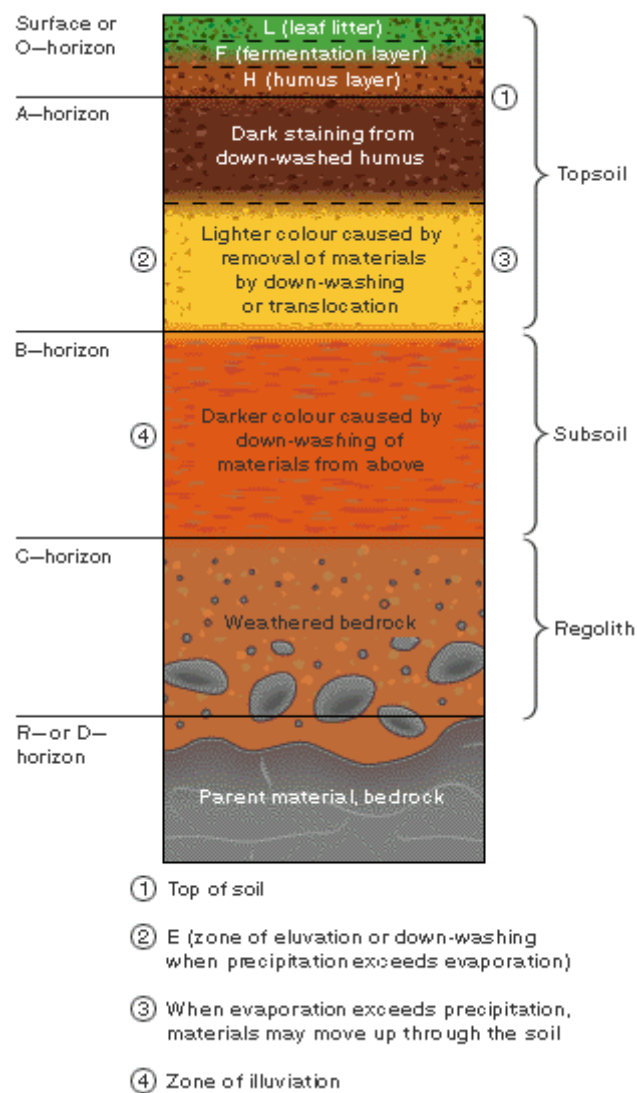 Surface or
O–horizon
L (leaf litter)
F (fermentation layer)
H (humus layer)
①
A–horizon
Dark staining from
down-washed humus
Topsoil
②
Lighter colour caused by
removal of materials
by down-washing
or translocation
③
B–horizon
④
Darker colour caused by
down-washing of
materials from above
Subsoil
C–horizon
Weathered bedrock
Regolith
R– or D–
horizon
Parent material, bedrock
① Top of soil
② E (zone of eluvation or down-washing
when precipitation exceeds evaporation)
③ When evaporation exceeds precipitation,
materials may move up through the soil
④ Zone of illuviation